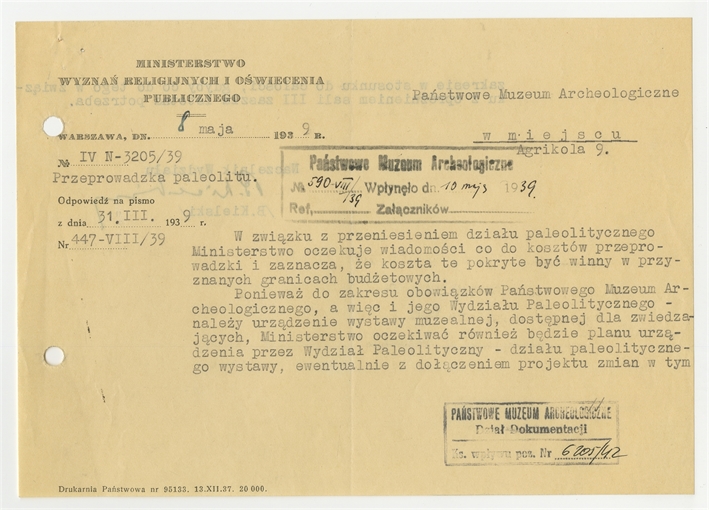 MINISTERSTWO
WYZNAŃ RELIGIJNYCH I OŚWIECENIA
PUBLICZNEGO
WARSZAWA, DN. 8 maja 1939 R.
№ IV N-3205/39
Przeprowadzka paleolitu.
Odpowiedź na pismo
z dnia 31. III. 1939 r.
Nr 447-VIII/39
Państwowe Muzeum Archeologiczne
w miejscu
Agrikola 9.
Państwowe Muzeum Archeologiczne
№ 590-VIII/39 Wpłynęło dn. 10 maj 1939.
Ref. Załączników
W związku z przeniesieniem działu paleolitycznego
Ministerstwo oczekuje wiadomości co do kosztów przepro-
wadzki i zaznacza, że koszta te pokryte być winny w przy-
znanych granicach budżetowych.
Ponieważ do zakresu obowiązków Państwowego Muzeum Ar-
cheologicznego, a więc i jego Wydziału Paleolitycznego -
należy urządzenie wystawy muzealnej, dostępnej dla zwiedza-
jących, Ministerstwo oczekiwać również będzie planu urzą-
dzenia przez Wydział Paleolityczny - działu paleolityczne-
go wystawy, ewentualnie z dołączeniem projektu zmian w tym
PAŃSTWOWE MUZEUM ARCHEOLOGICZNE
Dział Dokumentacji
Ks. wpływu poz. Nr 6205/42
Drukarnia Państwowa nr 95133. 13.XII.37. 20 000.